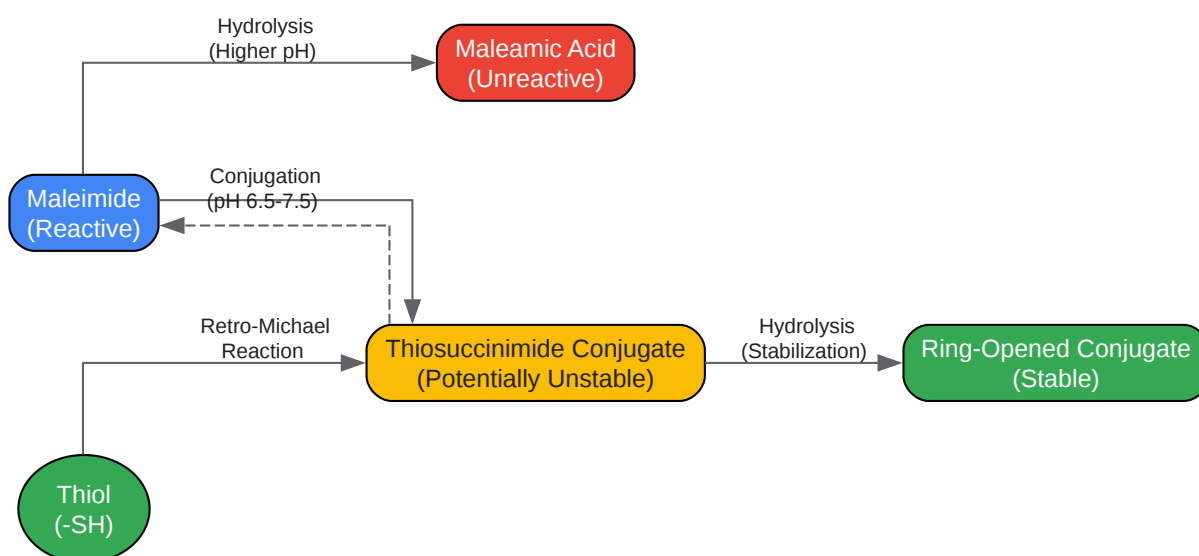 Hydrolysis
(Higher pH)
Maleamic Acid
(Unreactive)
Maleimide
(Reactive)
Conjugation
(pH 6.5-7.5)
Retro-Michael
Reaction
Thiosuccinimide Conjugate
(Potentially Unstable)
Hydrolysis
(Stabilization)
Ring-Opened Conjugate
(Stable)
Thiol
(-SH)